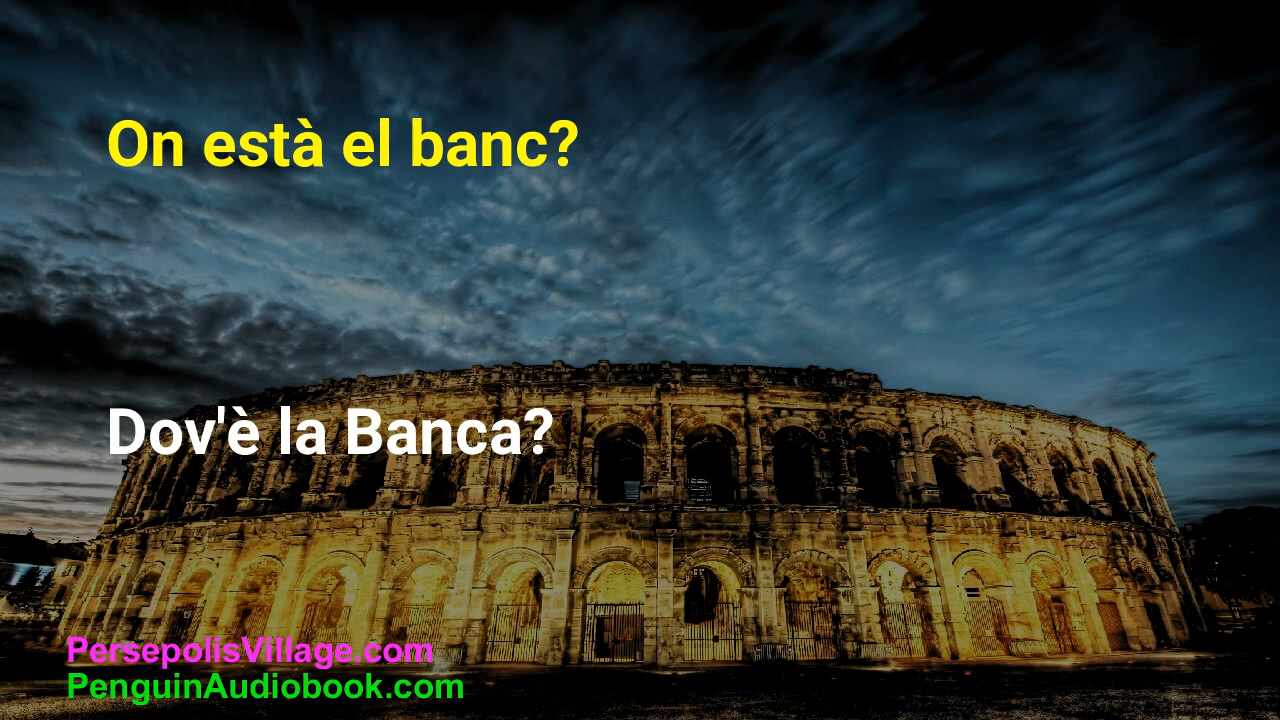 On està el banc?
Dov'è la Banca?
PersepolisVillage.com
PenguinAudiobook.com